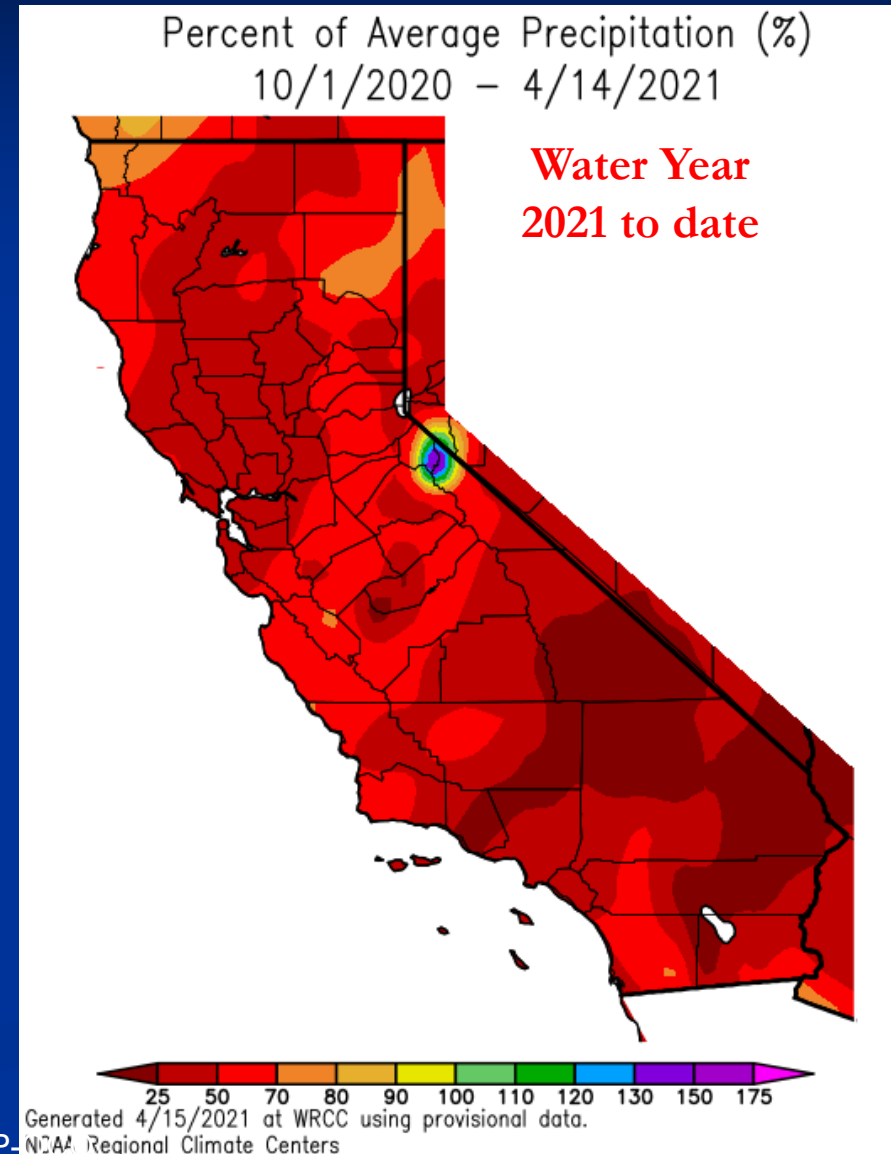 Percent of Average Precipitation (%)
10/1/2020 – 4/14/2021
Water Year
2021 to date
25 50 70 80 90 100 110 120 130 150 175
Generated 4/15/2021 at WRCC using provisional data.
NOAA Regional Climate Centers